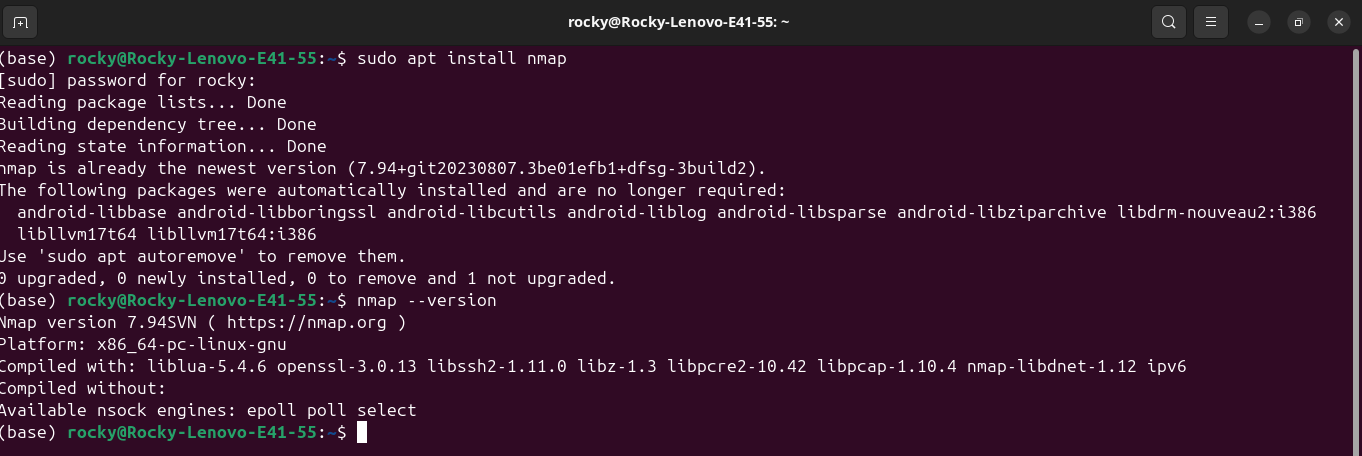 rocky@Rocky-Lenovo-E41-55: ~
(base) rocky@Rocky-Lenovo-E41-55:~$ sudo apt install nmap
[sudo] password for rocky:
Reading package lists... Done
Building dependency tree... Done
Reading state information... Done
nmap is already the newest version (7.94+git20230807.3be01efb1+dfsg-3build2).
The following packages were automatically installed and are no longer required:
  android-libbase android-libboringssl android-libcutils android-liblog android-libsparse android-libziparchive libdrm-nouveau2:i386
  libllvm17t64 libllvm17t64:i386
Use 'sudo apt autoremove' to remove them.
0 upgraded, 0 newly installed, 0 to remove and 1 not upgraded.
(base) rocky@Rocky-Lenovo-E41-55:~$ nmap --version
Nmap version 7.94SVN ( https://nmap.org )
Platform: x86_64-pc-linux-gnu
Compiled with: liblua-5.4.6 openssl-3.0.13 libssh2-1.11.0 libz-1.3 libpcre2-10.42 libpcap-1.10.4 nmap-libdnet-1.12 ipv6
Compiled without:
Available nsock engines: epoll poll select
(base) rocky@Rocky-Lenovo-E41-55:~$